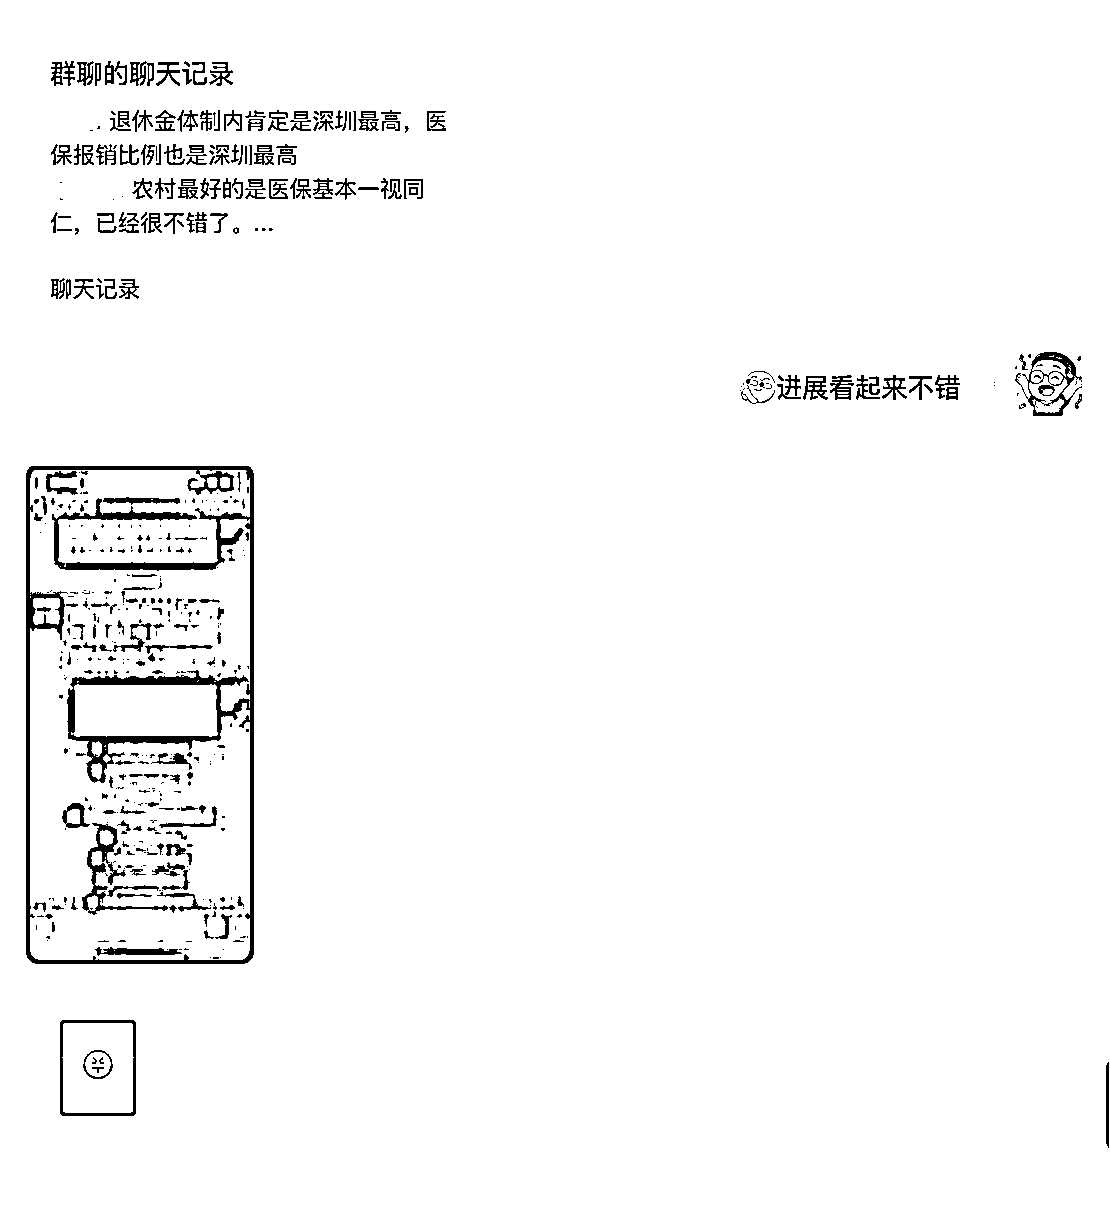 群聊的聊天记录
退休金体制内肯定是深圳最高，医
保报销比例也是深圳最高
农村最好的是医保基本一视同
仁，已经很不错了。...
聊天记录
进展看起来不错